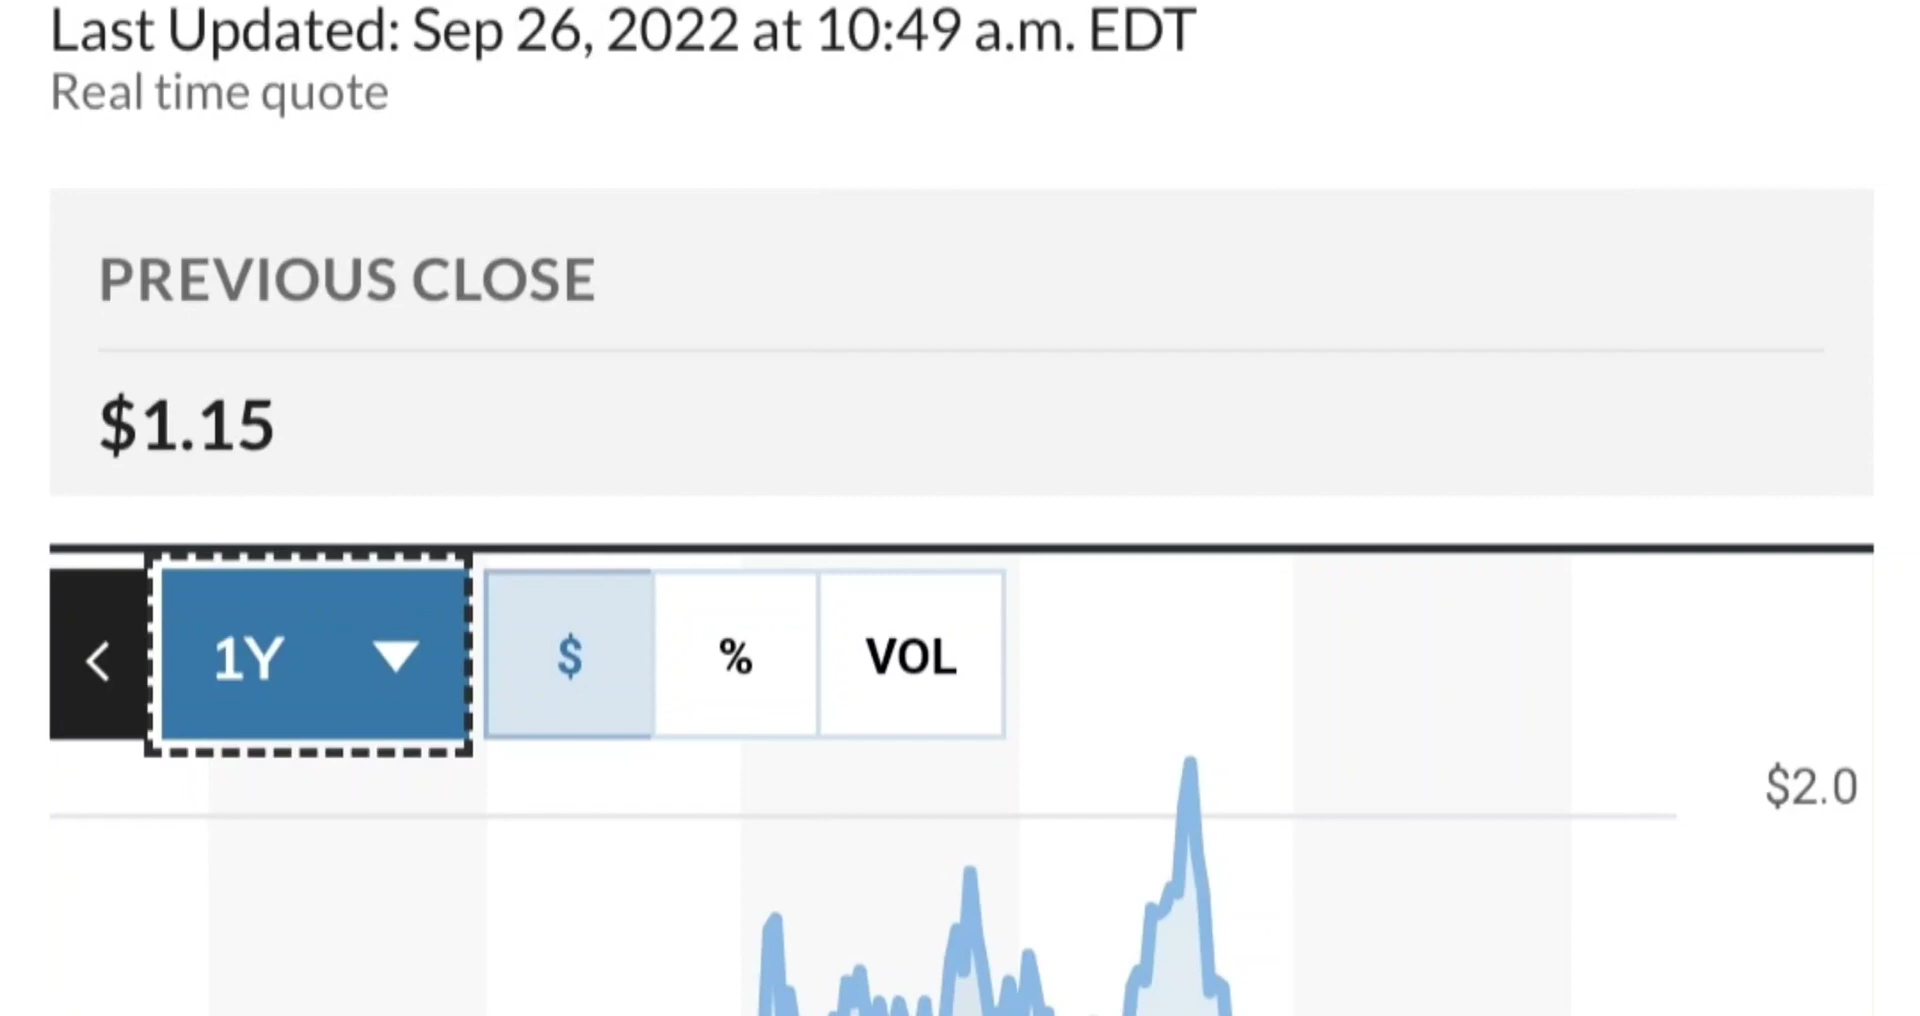 Last Updated: Sep 26, 2022 at 10:49 a.m. EDT
Real time quote
PREVIOUS CLOSE
$1.15
1Y
$
%
VOL
$2.0